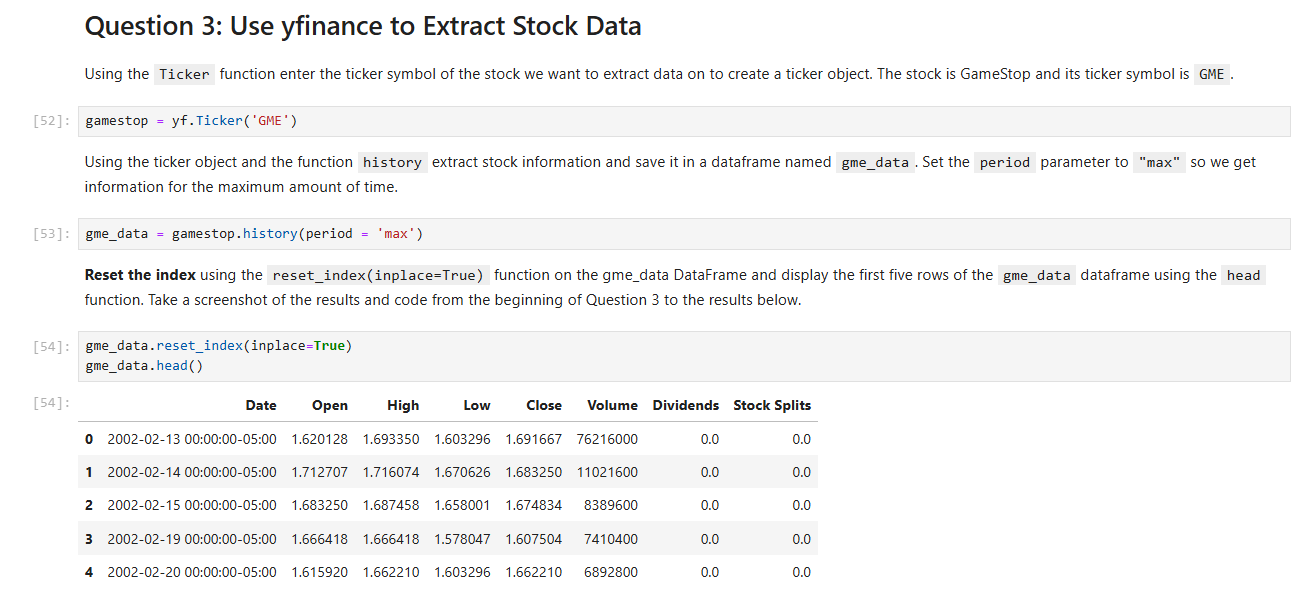 Question 3: Use yfinance to Extract Stock Data
Using the Ticker function enter the ticker symbol of the stock we want to extract data on to create a ticker object. The stock is GameStop and its ticker symbol is GME .
[52]: gamestop = yf.Ticker('GME')
Using the ticker object and the function history extract stock information and save it in a dataframe named gme_data . Set the period parameter to "max" so we get
information for the maximum amount of time.
[53]: gme_data = gamestop.history(period = 'max')
Reset the index using the reset_index(inplace=True) function on the gme_data DataFrame and display the first five rows of the gme_data dataframe using the head
function. Take a screenshot of the results and code from the beginning of Question 3 to the results below.
[54]: gme_data.reset_index(inplace=True)
gme_data.head()
[54]: Date Open High Low Close Volume Dividends Stock Splits
0 2002-02-13 00:00:00-05:00 1.620128 1.693350 1.603296 1.691667 76216000 0.0 0.0
1 2002-02-14 00:00:00-05:00 1.712707 1.716074 1.670626 1.683250 11021600 0.0 0.0
2 2002-02-15 00:00:00-05:00 1.683250 1.687458 1.658001 1.674834 8389600 0.0 0.0
3 2002-02-19 00:00:00-05:00 1.666418 1.666418 1.578047 1.607504 7410400 0.0 0.0
4 2002-02-20 00:00:00-05:00 1.615920 1.662210 1.603296 1.662210 6892800 0.0 0.0